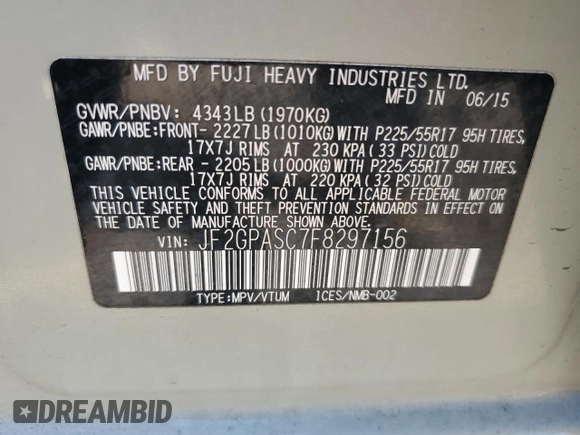 MFD BY FUJI HEAVY INDUSTRIES LTD.
MFD IN 06/15
GVWR/PNBV: 4343LB (1970KG)
GAWR/PNBE:FRONT- 2227LB (1010KG) WITH P225/55R17 95H TIRES,
17X7J RIMS AT 230 KPA (33 PSI) COLD
GAWR/PNBE:REAR - 2205LB (1000KG) WITH P225/55R17 95H TIRES,
17X7J RIMS AT 220 KPA (32 PSI) COLD
THIS VEHICLE CONFORMS TO ALL APPLICABLE FEDERAL MOTOR
VEHICLE SAFETY AND THEFT PREVENTION STANDARDS IN EFFECT ON
THE DATE OF MANUFACTURE SHOWN ABOVE.
VIN: JF2GPASC7F8297156
TYPE:MPV/VTUM ICES/NMB-002
DREAMBID